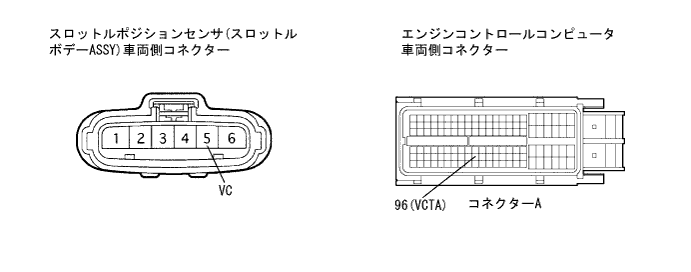 スロットルポジションセンサ(スロットル
ボデーASSY)車両側コネクター
エンジンコントロールコンピュータ
車両側コネクター
1 2 3 4 5 6
VC
96(VCTA)
コネクターA